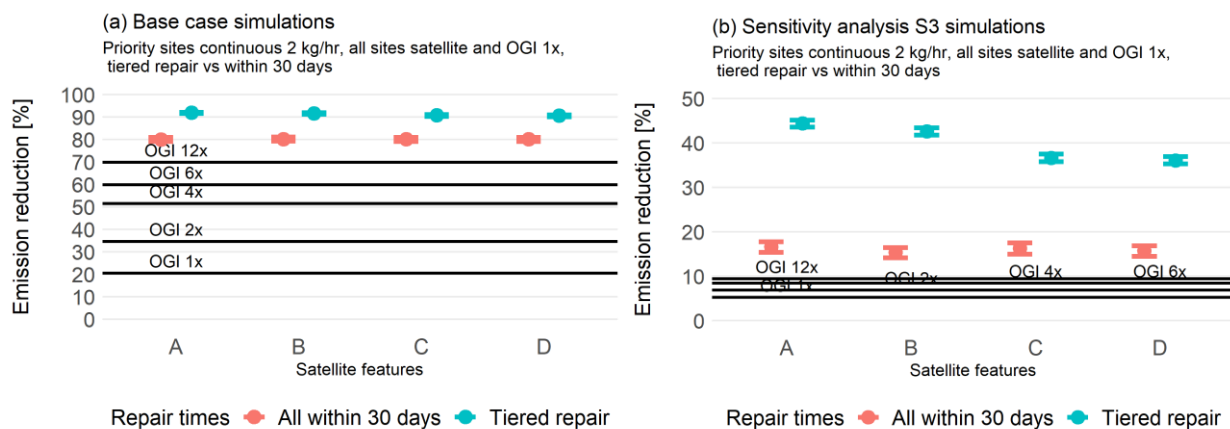 (a) Base case simulations
Priority sites continuous 2 kg/hr, all sites satellite and OGI 1x,
tiered repair vs within 30 days
Emission reduction [%]
100
90
80
70
60
50
40
30
20
10
0
OGI 12x
OGI 6x
OGI 4x
OGI 2x
OGI 1x
A B C D
Satellite features
Repair times All within 30 days Tiered repair
(b) Sensitivity analysis S3 simulations
Priority sites continuous 2 kg/hr, all sites satellite and OGI 1x,
tiered repair vs within 30 days
Emission reduction [%]
50
40
30
20
10
0
OGI 12x
OGI 2x
OGI 4x
OGI 6x
OGI 1x
A B C D
Satellite features
Repair times All within 30 days Tiered repair